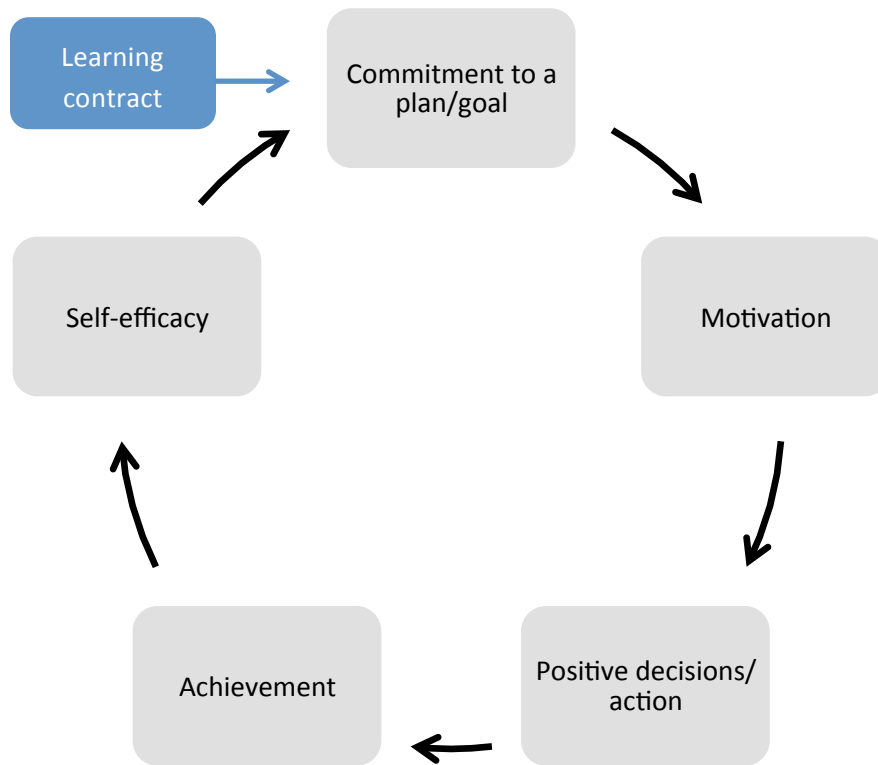 Learning
contract
Commitment to a
plan/goal
Self-efficacy
Motivation
Achievement
Positive decisions/
action